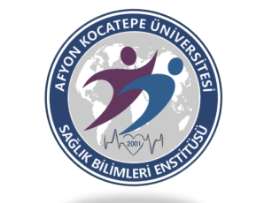 AFYON KOCATEPE ÜNİVERSİTESİ
2001
SAĞLIK BİLİMLERİ ENSTİTÜSÜ